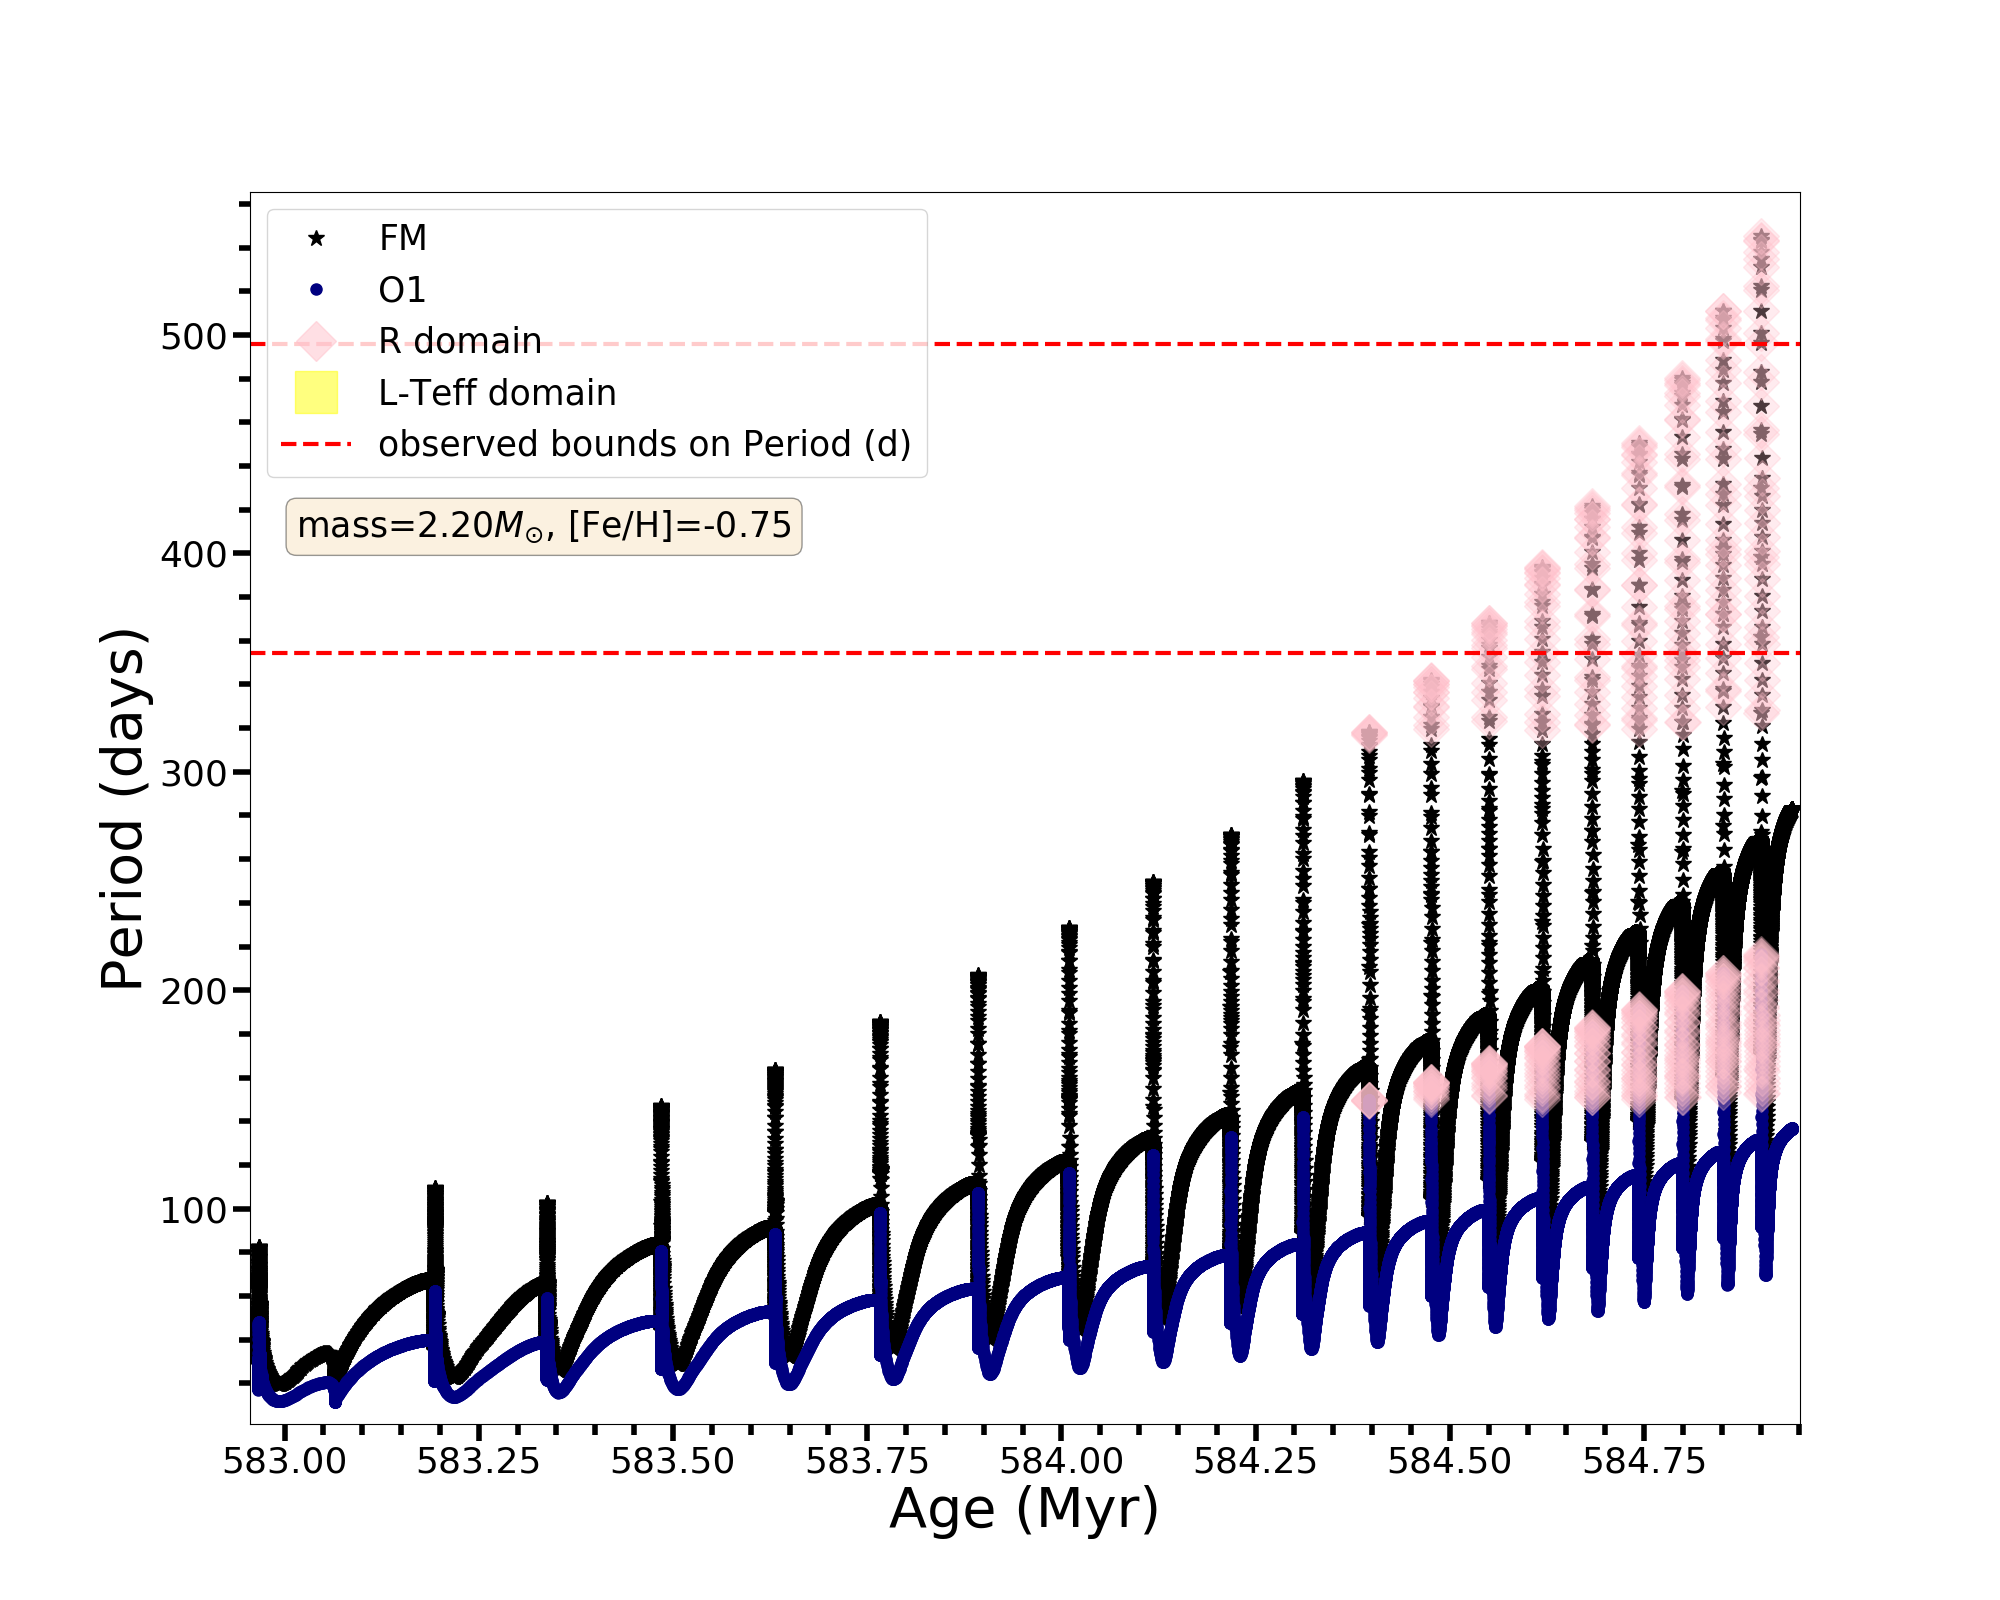 FM
O1
R domain
L-Teff domain
observed bounds on Period (d)
mass=2.20M⊙, [Fe/H]=-0.75
Period (days)
500
400
300
200
100
583.00 583.25 583.50 583.75 584.00 584.25 584.50 584.75
Age (Myr)